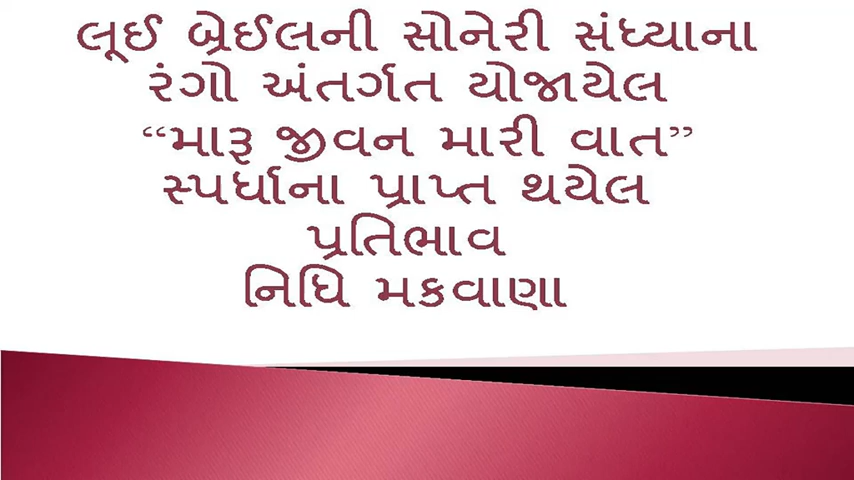 લૂઈ બ્રેઈલની સોનેરી સંધ્યાના
રંગો અંતર્ગત યોજાયેલ
“મારૂ જીવન મારી વાત”
સ્પર્ધાના પ્રાપ્ત થયેલ
પ્રતિભાવ
નિધિ મકવાણા